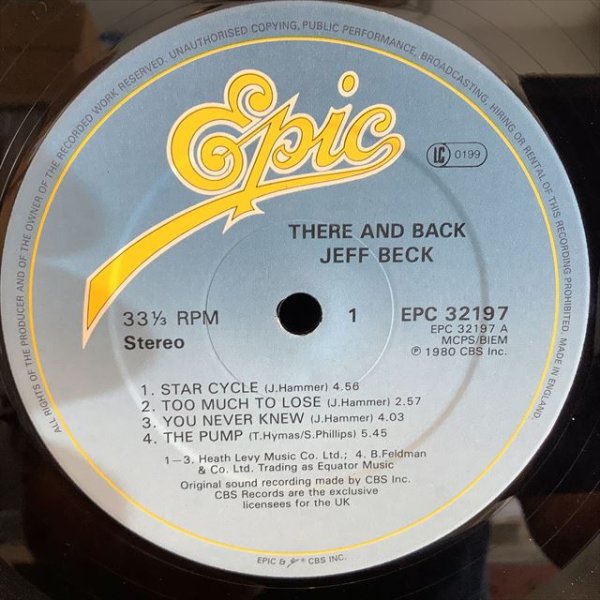 ALL RIGHTS OF THE PRODUCER AND OF THE OWNER OF THE RECORDED WORK RESERVED. UNAUTHORISED COPYING, PUBLIC PERFORMANCE, BROADCASTING, HIRING OR RENTAL OF THIS RECORDING PROHIBITED. MADE IN ENGLAND.
Epic
LC 0199
THERE AND BACK
JEFF BECK
33⅓ RPM
Stereo
1
EPC 32197
EPC 32197 A
MCPS/BIEM
℗ 1980 CBS Inc.
1. STAR CYCLE (J.Hammer) 4.56
2. TOO MUCH TO LOSE (J.Hammer) 2.57
3. YOU NEVER KNEW (J.Hammer) 4.03
4. THE PUMP (T.Hymas/S.Phillips) 5.45
1—3. Heath Levy Music Co. Ltd.; 4. B.Feldman
& Co. Ltd. Trading as Equator Music
Original sound recording made by CBS Inc.
CBS Records are the exclusive
licensees for the UK
EPIC & ® CBS INC.